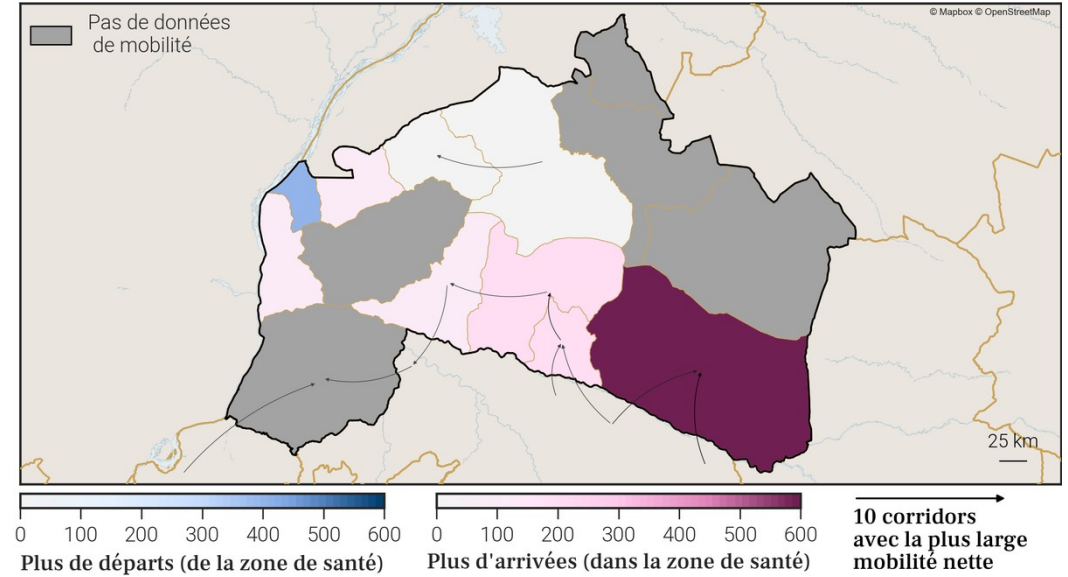 © Mapbox © OpenStreetMap
Pas de données
de mobilité
25 km
0 100 200 300 400 500 600
Plus de départs (de la zone de santé)
0 100 200 300 400 500 600
Plus d'arrivées (dans la zone de santé)
10 corridors
avec la plus large
mobilité nette